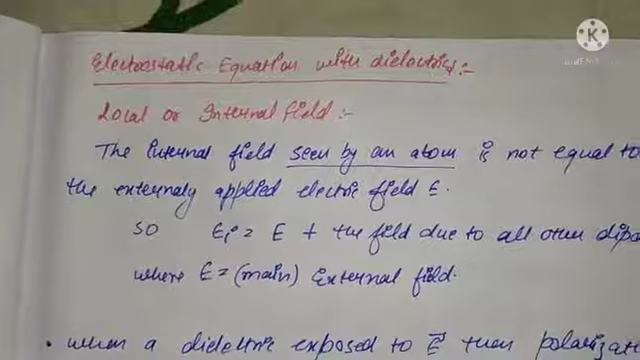 Electrostatic Equation with dielectrics:-
Local or Internal field:-
The internal field seen by an atom is not equal to
the externaly applied electric field E.
so Ei = E + the field due to all other dipo
where E = (main) External field.
• when a dielectric exposed to E⃗ then polarizat
K